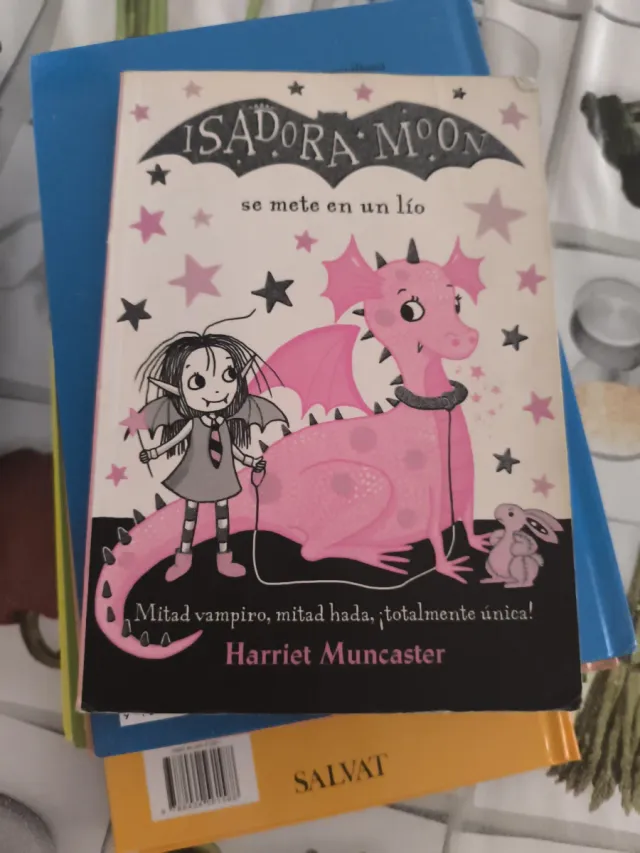 ISADORA MOON
se mete en un lío
Mitad vampiro, mitad hada, ¡totalmente única!
Harriet Muncaster
SALVAT